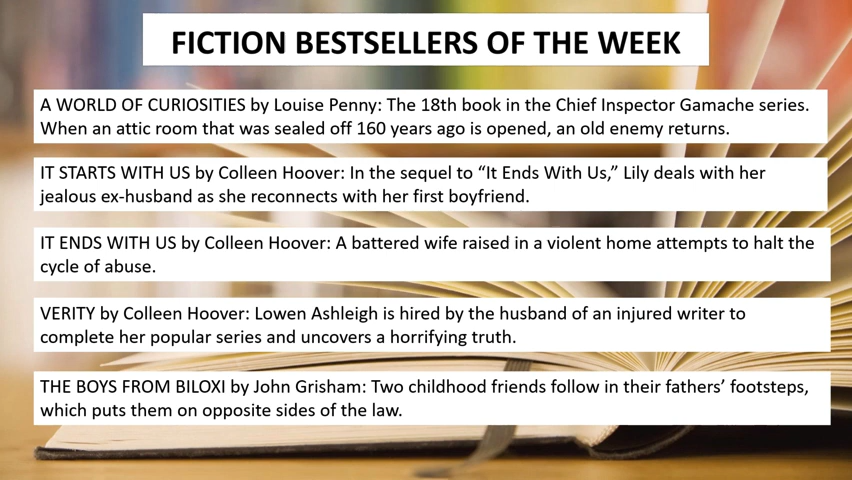 FICTION BESTSELLERS OF THE WEEK
A WORLD OF CURIOSITIES by Louise Penny: The 18th book in the Chief Inspector Gamache series.
When an attic room that was sealed off 160 years ago is opened, an old enemy returns.
IT STARTS WITH US by Colleen Hoover: In the sequel to “It Ends With Us,” Lily deals with her
jealous ex-husband as she reconnects with her first boyfriend.
IT ENDS WITH US by Colleen Hoover: A battered wife raised in a violent home attempts to halt the
cycle of abuse.
VERITY by Colleen Hoover: Lowen Ashleigh is hired by the husband of an injured writer to
complete her popular series and uncovers a horrifying truth.
THE BOYS FROM BILOXI by John Grisham: Two childhood friends follow in their fathers’ footsteps,
which puts them on opposite sides of the law.